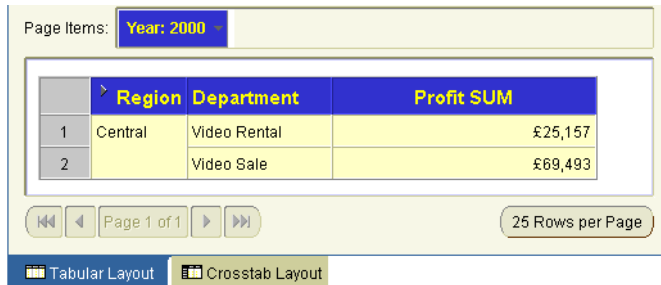 Page Items: Year: 2000
Region Department Profit SUM
1 Central Video Rental £25,157
2 Video Sale £69,493
Page 1 of 1 25 Rows per Page
Tabular Layout Crosstab Layout